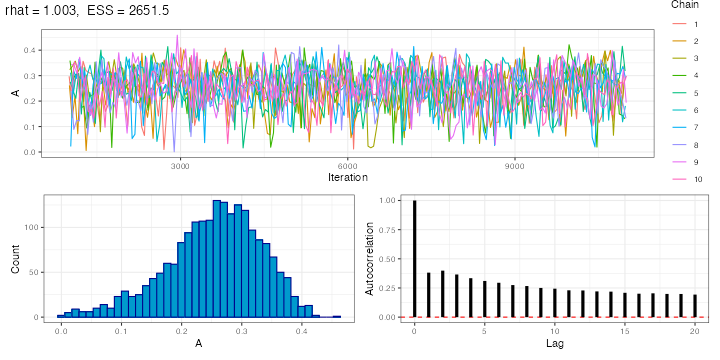 rhat = 1.003,  ESS = 2651.5
Chain
1
2
3
4
5
6
7
8
9
10
A
0.4
0.3
0.2
0.1
0.0
3000 6000 9000
Iteration
Count
100
50
0
0.0 0.1 0.2 0.3 0.4
A
Autocorrelation
1.00
0.75
0.50
0.25
0.00
0 5 10 15 20
Lag